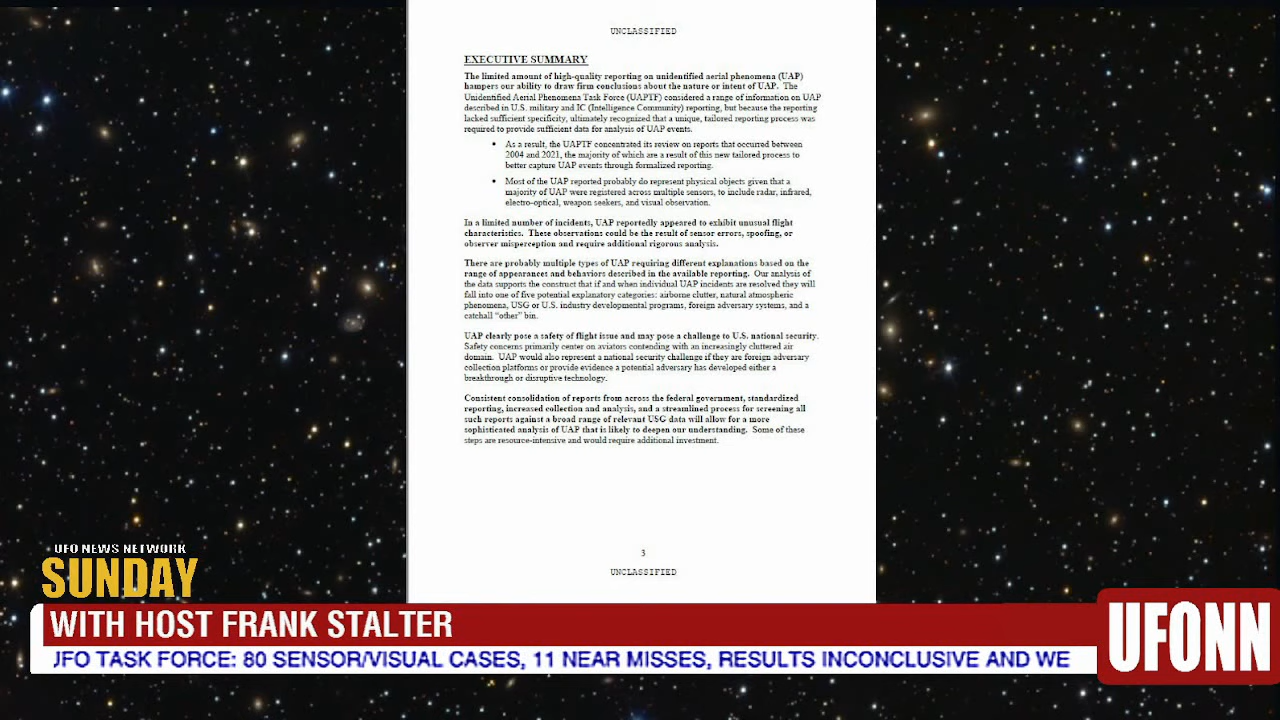 UNCLASSIFIED
EXECUTIVE SUMMARY
The limited amount of high-quality reporting on unidentified aerial phenomena (UAP)
hampers our ability to draw firm conclusions about the nature or intent of UAP. The
Unidentified Aerial Phenomena Task Force (UAPTF) considered a range of information on UAP
described in U.S. military and IC (Intelligence Community) reporting, but because the reporting
lacked sufficient specificity, ultimately recognized that a unique, tailored reporting process was
required to provide sufficient data for analysis of UAP events.
• As a result, the UAPTF concentrated its review on reports that occurred between
2004 and 2021, the majority of which are a result of this new tailored process to
better capture UAP events through formalized reporting.
• Most of the UAP reported probably do represent physical objects given that a
majority of UAP were registered across multiple sensors, to include radar, infrared,
electro-optical, weapon seekers, and visual observation.
In a limited number of incidents, UAP reportedly appeared to exhibit unusual flight
characteristics. These observations could be the result of sensor errors, spoofing, or
observer misperception and require additional rigorous analysis.
There are probably multiple types of UAP requiring different explanations based on the
range of appearances and behaviors described in the available reporting. Our analysis of
the data supports the construct that if and when individual UAP incidents are resolved they will
fall into one of five potential explanatory categories: airborne clutter, natural atmospheric
phenomena, USG or U.S. industry developmental programs, foreign adversary systems, and a
catchall “other” bin.
UAP clearly pose a safety of flight issue and may pose a challenge to U.S. national security.
Safety concerns primarily center on aviators contending with an increasingly cluttered air
domain. UAP would also represent a national security challenge if they are foreign adversary
collection platforms or provide evidence a potential adversary has developed either a
breakthrough or disruptive technology.
Consistent consolidation of reports from across the federal government, standardized
reporting, increased collection and analysis, and a streamlined process for screening all
such reports against a broad range of relevant USG data will allow for a more
sophisticated analysis of UAP that is likely to deepen our understanding. Some of these
steps are resource-intensive and would require additional investment.
3
UNCLASSIFIED
UFO NEWS NETWORK
SUNDAY
WITH HOST FRANK STALTER
UFO TASK FORCE: 80 SENSOR/VISUAL CASES, 11 NEAR MISSES, RESULTS INCONCLUSIVE AND WE
UFONN